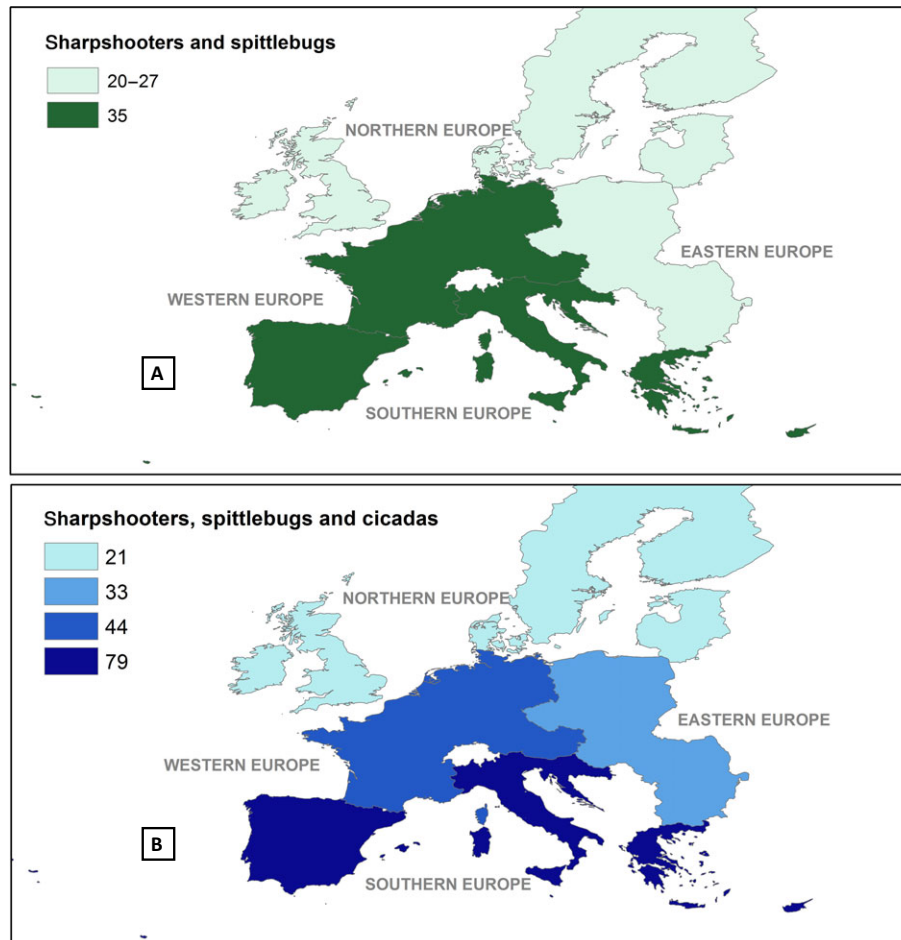 Sharpshooters and spittlebugs
20–27
35
NORTHERN EUROPE
EASTERN EUROPE
WESTERN EUROPE
A
SOUTHERN EUROPE
Sharpshooters, spittlebugs and cicadas
21
33
44
79
NORTHERN EUROPE
EASTERN EUROPE
WESTERN EUROPE
B
SOUTHERN EUROPE